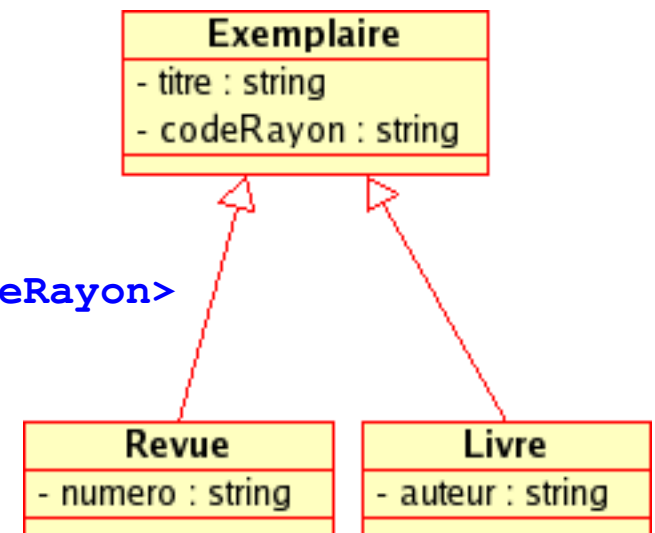 Exemplaire
- titre : string
- codeRayon : string
eRayon>
Revue
- numero : string
Livre
- auteur : string